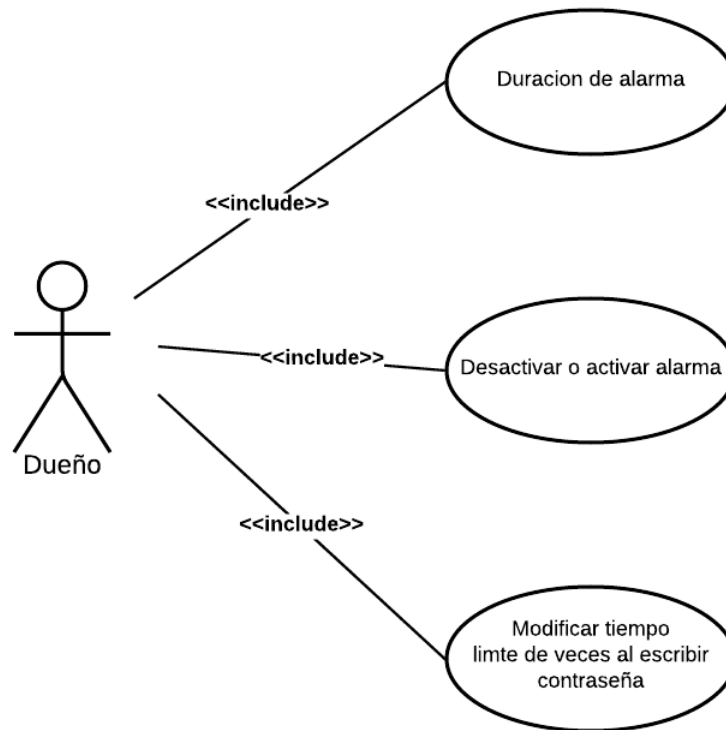 Duracion de alarma
<<include>>
<<include>>
Desactivar o activar alarma
Dueño
<<include>>
Modificar tiempo
limte de veces al escribir
contraseña